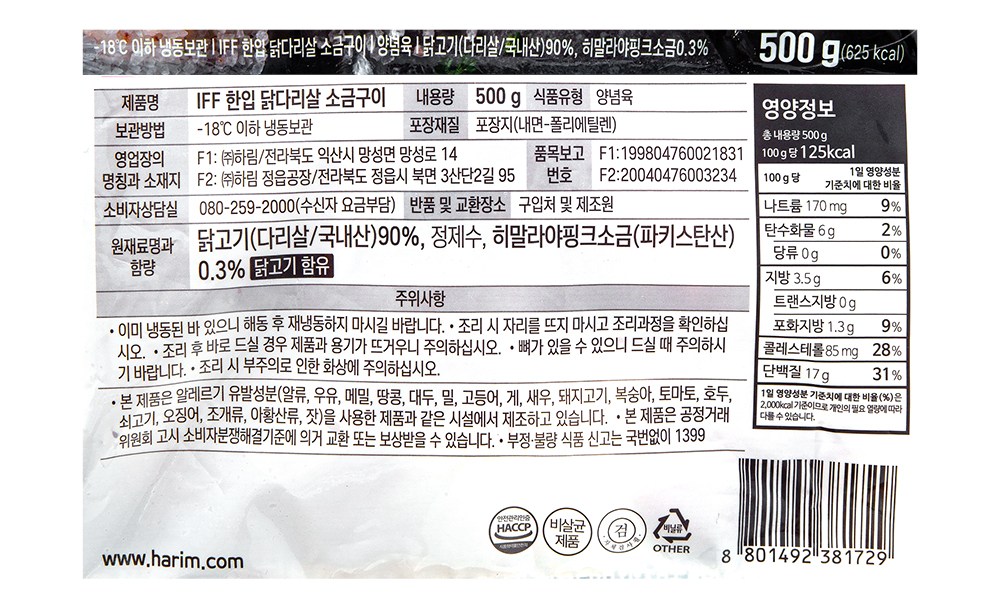 -18℃ 이하 냉동보관 | IFF 한입 닭다리살 소금구이 | 양념육 | 닭고기(다리살/국내산)90%, 히말라야핑크소금0.3% 500 g (625 kcal)
제품명 IFF 한입 닭다리살 소금구이 내용량 500 g 식품유형 양념육
보관방법 -18℃ 이하 냉동보관 포장재질 포장지(내면-폴리에틸렌)
영업장의 명칭과 소재지 F1: ㈜하림/전라북도 익산시 망성면 망성로 14
F2: ㈜하림 정읍공장/전라북도 정읍시 북면 3산단2길 95
품목보고 번호 F1:199804760021831
F2:20040476003234
소비자상담실 080-259-2000(수신자 요금부담) 반품 및 교환장소 구입처 및 제조원
원재료명과 함량 닭고기(다리살/국내산)90%, 정제수, 히말라야핑크소금(파키스탄산)
0.3% 닭고기 함유
주위사항
• 이미 냉동된 바 있으니 해동 후 재냉동하지 마시길 바랍니다. • 조리 시 자리를 뜨지 마시고 조리과정을 확인하십
시오. • 조리 후 바로 드실 경우 제품과 용기가 뜨거우니 주의하십시오. • 뼈가 있을 수 있으니 드실 때 주의하시
기 바랍니다. • 조리 시 부주의로 인한 화상에 주의하십시오.
• 본 제품은 알레르기 유발성분(알류, 우유, 메밀, 땅콩, 대두, 밀, 고등어, 게, 새우, 돼지고기, 복숭아, 토마토, 호두,
쇠고기, 오징어, 조개류, 아황산류, 잣)을 사용한 제품과 같은 시설에서 제조하고 있습니다. • 본 제품은 공정거래
위원회 고시 소비자분쟁해결기준에 의거 교환 또는 보상받을 수 있습니다. • 부정·불량 식품 신고는 국번없이 1399
영양정보
총 내용량 500 g
100 g 당 125kcal
100 g 당 1일 영양성분 기준치에 대한 비율
나트륨 170 mg 9%
탄수화물 6 g 2%
당류 0 g 0%
지방 3.5 g 6%
트랜스지방 0 g
포화지방 1.3 g 9%
콜레스테롤 85 mg 28%
단백질 17 g 31%
1일 영양성분 기준치에 대한 비율(%)은
2,000kcal 기준이므로 개인의 필요 열량에 따라
다를 수 있습니다.
안전관리인증
HACCP
비살균
제품
검
비닐류
OTHER
www.harim.com
8 801492 381729